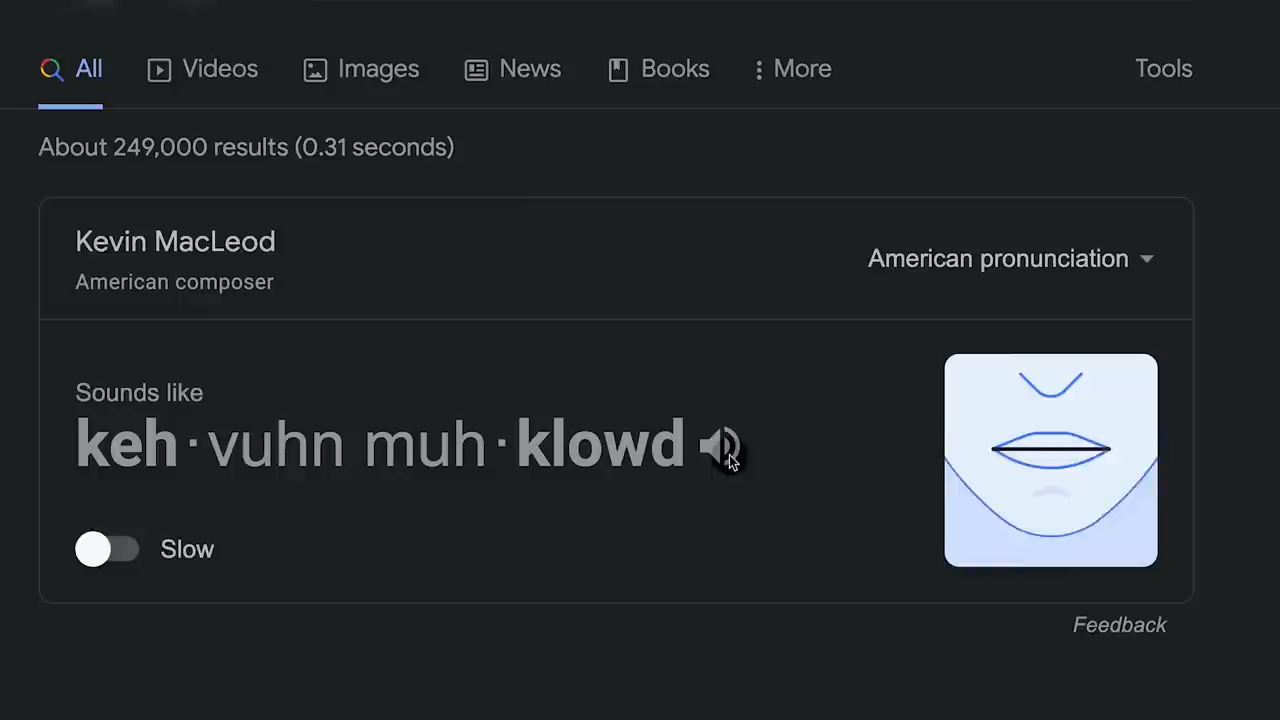 All Videos Images News Books More Tools
About 249,000 results (0.31 seconds)
Kevin MacLeod
American composer
American pronunciation
Sounds like
keh·vuhn muh·klowd
Slow
Feedback